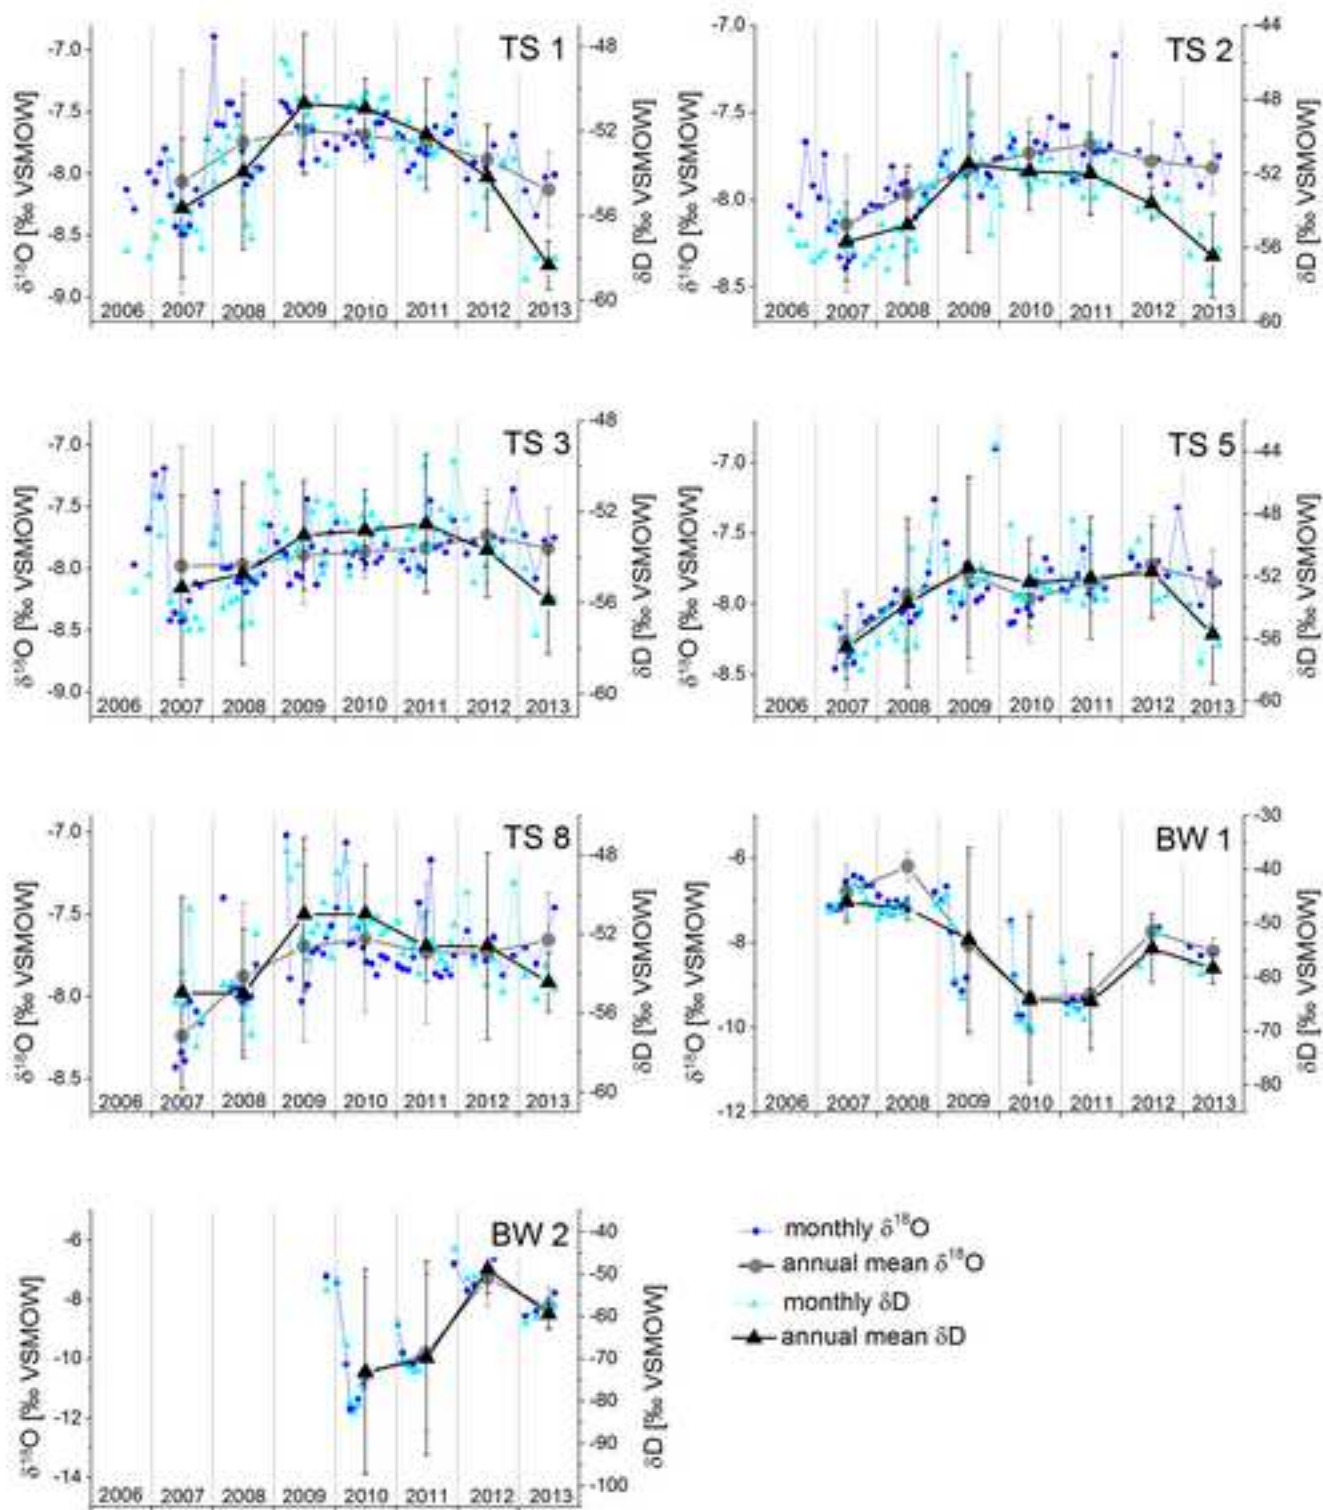 TS 1
-7.0
-7.5
-8.0
-8.5
-9.0
δ¹⁸O [‰ VSMOW]
-48
-52
-56
-60
δD [‰ VSMOW]
2006 2007 2008 2009 2010 2011 2012 2013
TS 2
-7.0
-7.5
-8.0
-8.5
δ¹⁸O [‰ VSMOW]
-44
-48
-52
-56
-60
δD [‰ VSMOW]
2006 2007 2008 2009 2010 2011 2012 2013
TS 3
-7.0
-7.5
-8.0
-8.5
-9.0
δ¹⁸O [‰ VSMOW]
-48
-52
-56
-60
δD [‰ VSMOW]
2006 2007 2008 2009 2010 2011 2012 2013
TS 5
-7.0
-7.5
-8.0
-8.5
δ¹⁸O [‰ VSMOW]
-44
-48
-52
-56
-60
δD [‰ VSMOW]
2006 2007 2008 2009 2010 2011 2012 2013
TS 8
-7.0
-7.5
-8.0
-8.5
δ¹⁸O [‰ VSMOW]
-48
-52
-56
-60
δD [‰ VSMOW]
2006 2007 2008 2009 2010 2011 2012 2013
BW 1
-6
-8
-10
-12
δ¹⁸O [‰ VSMOW]
-30
-40
-50
-60
-70
-80
δD [‰ VSMOW]
2006 2007 2008 2009 2010 2011 2012 2013
BW 2
-6
-8
-10
-12
-14
δ¹⁸O [‰ VSMOW]
-40
-50
-60
-70
-80
-90
-100
δD [‰ VSMOW]
2006 2007 2008 2009 2010 2011 2012 2013
monthly δ¹⁸O
annual mean δ¹⁸O
monthly δD
annual mean δD